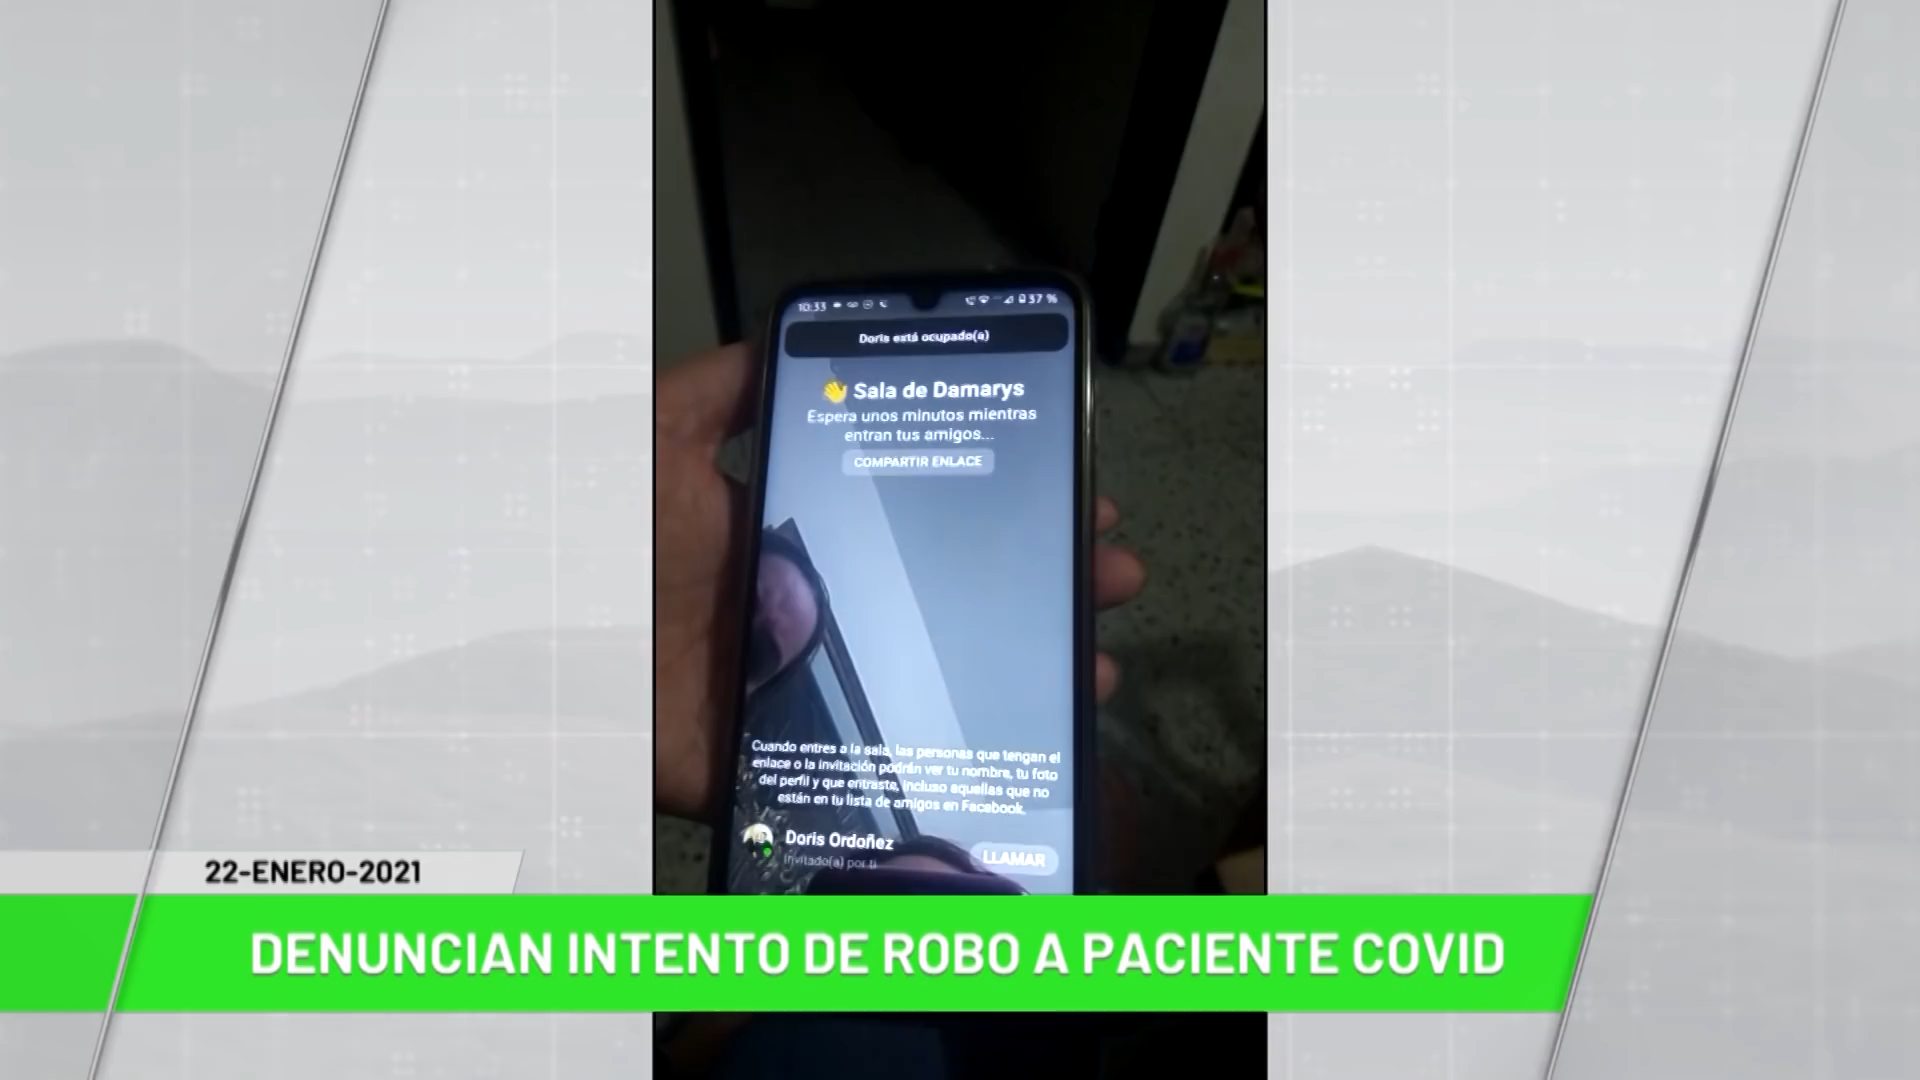 10:33
37 %
Doris está ocupado(a)
👋 Sala de Damarys
Espera unos minutos mientras
entran tus amigos...
COMPARTIR ENLACE
Cuando entres a la sala, las personas que tengan el
enlace o la invitación podrán ver tu nombre, tu foto
del perfil y que entraste, incluso aquellas que no
están en tu lista de amigos en Facebook.
Doris Ordoñez
Invitado(a) por ti
LLAMAR
22-ENERO-2021
DENUNCIAN INTENTO DE ROBO A PACIENTE COVID